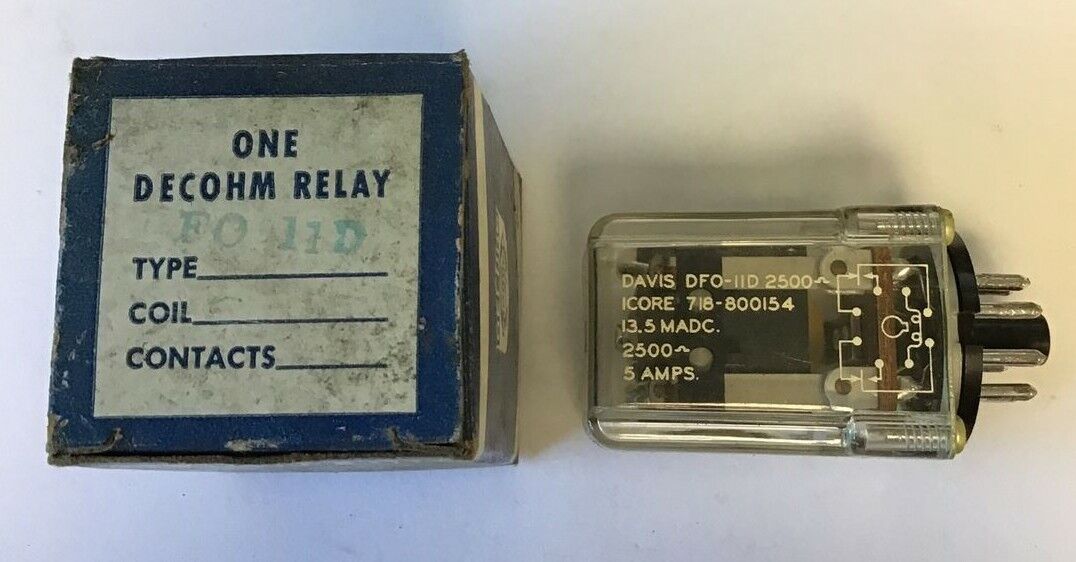 ONE
DECOHM RELAY
FO 11D
TYPE
COIL
CONTACTS
DAVIS DFO-11D 2500~
ICORE 718-800154
13.5 MADC.
2500~
5 AMPS.